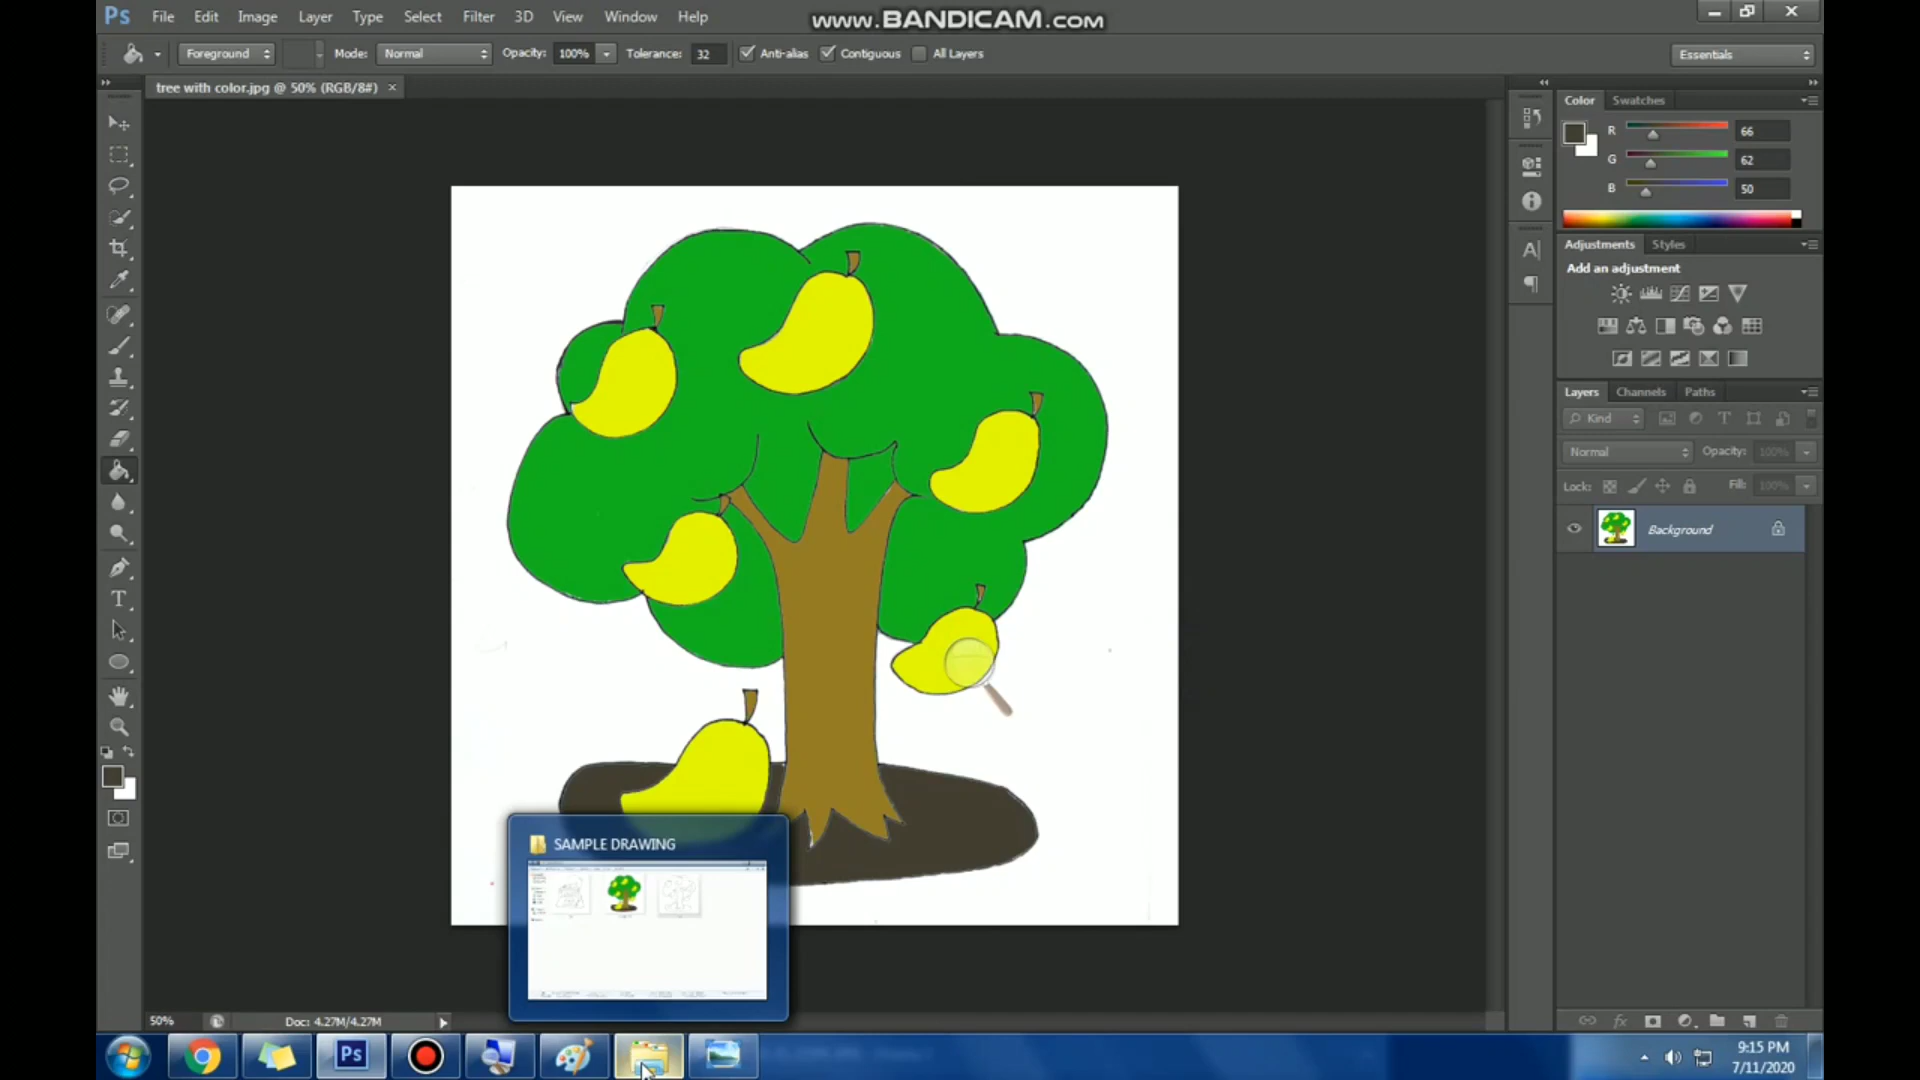 Ps File Edit Image Layer Type Select Filter 3D View Window Help
www.BANDICAM.com
Foreground Mode: Normal Opacity: 100% Tolerance: 32 Anti-alias Contiguous All Layers Essentials
tree with color.jpg @ 50% (RGB/8#) ×
Color Swatches
R 66
G 62
B 50
Adjustments Styles
Add an adjustment
Layers Channels Paths
Kind
Normal Opacity: 100%
Lock: Fill: 100%
Background
SAMPLE DRAWING
50% Doc: 4.27M/4.27M
Ps
9:15 PM
7/11/2020